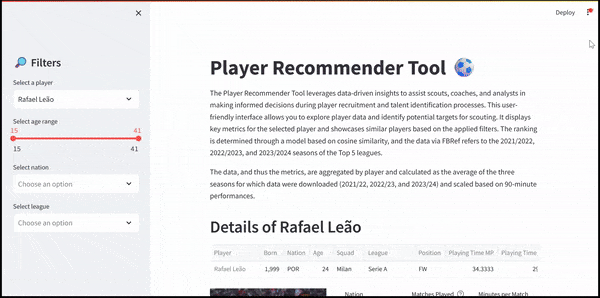 Deploy
Filters
Select a player
Rafael Leão
Select age range
15 41
15 41
Select nation
Choose an option
Select league
Choose an option
Player Recommender Tool
The Player Recommender Tool leverages data-driven insights to assist scouts, coaches, and analysts in
making informed decisions during player recruitment and talent identification processes. This user-
friendly interface allows you to explore player data and identify potential targets for scouting. It displays
key metrics for the selected player and showcases similar players based on the applied filters. The ranking
is determined through a model based on cosine similarity, and the data via FBRef refers to the 2021/2022,
2022/2023, and 2023/2024 seasons of the Top 5 leagues.
The data, and thus the metrics, are aggregated by player and calculated as the average of the three
seasons for which data were downloaded (2021/22, 2022/23, and 2023/24) and scaled based on 90-minute
performances.
Details of Rafael Leão
Player Born Nation Age Squad League Position Playing Time MP Playing Time
Rafael Leão 1,999 POR 24 Milan Serie A FW 34.3333
Nation Matches Played Minutes per Match